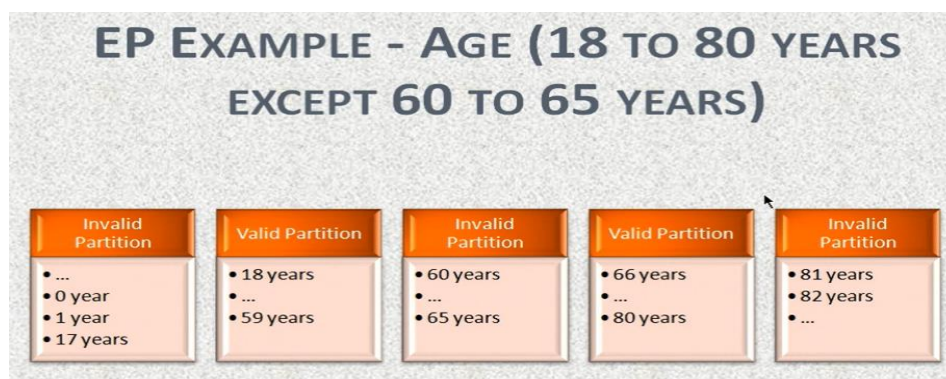 EP EXAMPLE - AGE (18 TO 80 YEARS
EXCEPT 60 TO 65 YEARS)
Invalid
Partition
• ...
• 0 year
• 1 year
• 17 years
Valid Partition
• 18 years
• ...
• 59 years
Invalid
Partition
• 60 years
• ...
• 65 years
Valid Partition
• 66 years
• ...
• 80 years
Invalid
Partition
• 81 years
• 82 years
• ...